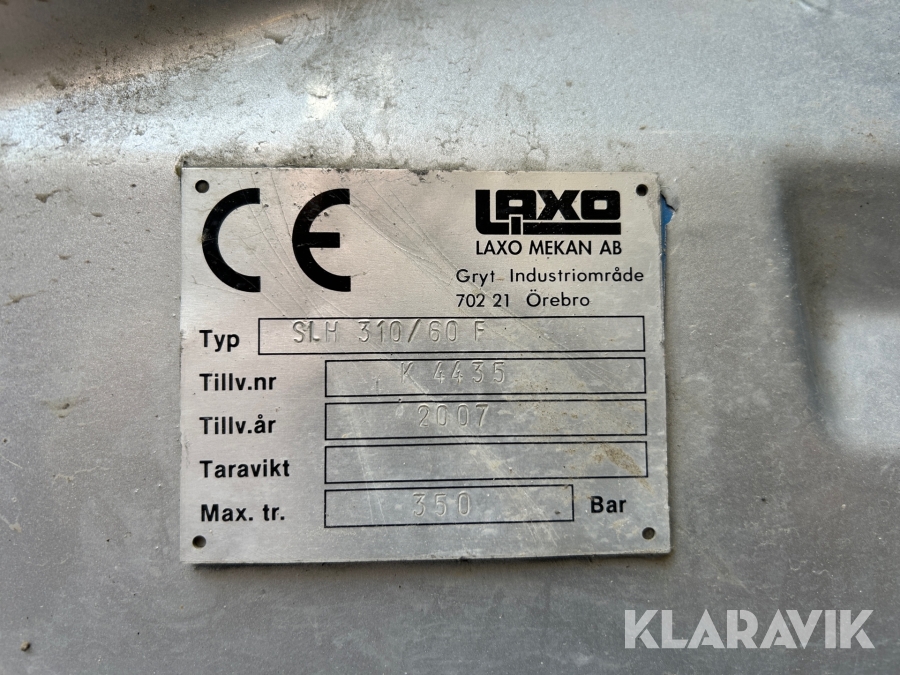 CE
LAXO
LAXO MEKAN AB
Gryt Industriområde
702 21 Örebro
Typ SLH 310/60 F
Tillv.nr K 4435
Tillv.år 2007
Taravikt
Max. tr. 350 Bar
KLARAVIK